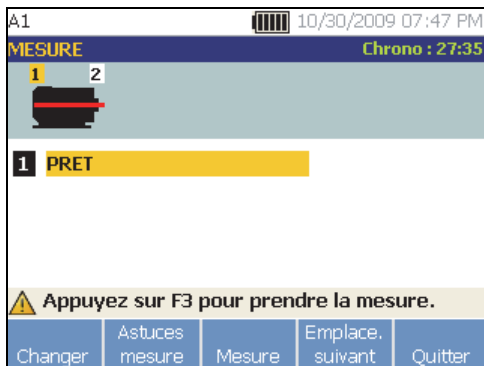 A1 10/30/2009 07:47 PM
MESURE Chrono : 27:35
1 2
1 PRET
Appuyez sur F3 pour prendre la mesure.
Changer Astuces mesure Mesure Emplace. suivant Quitter